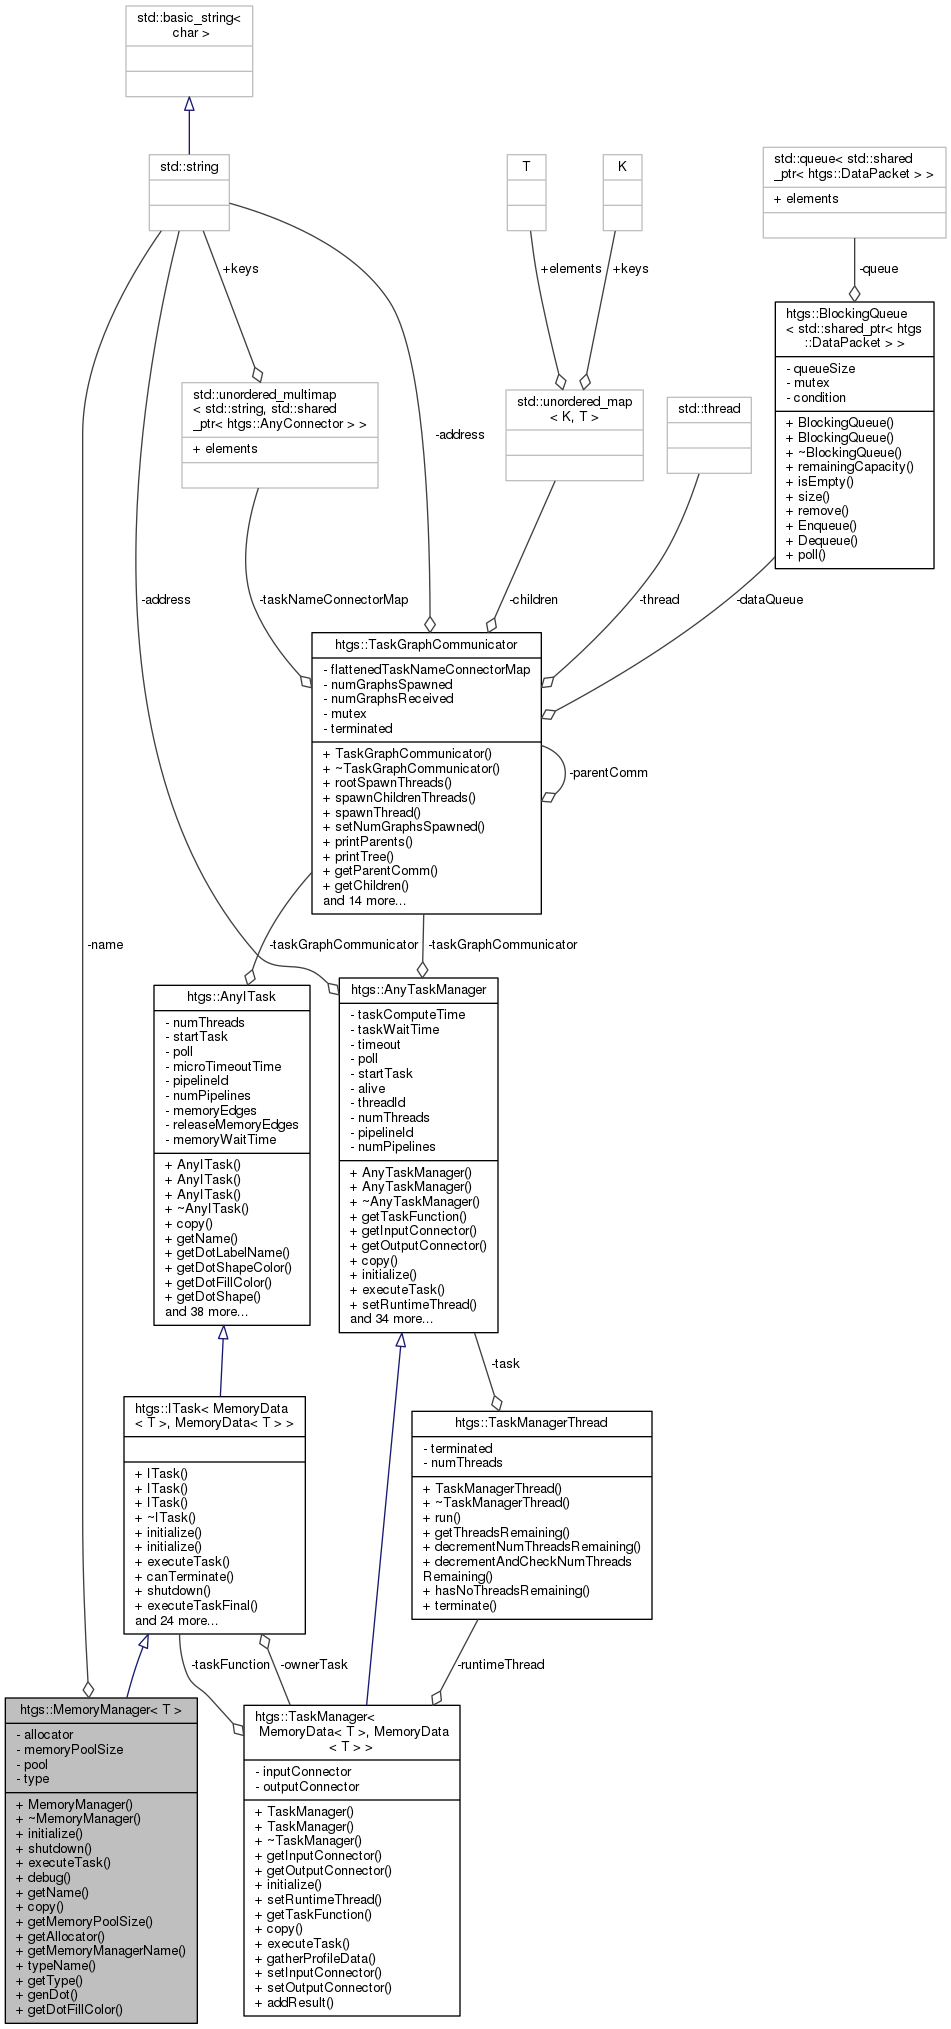 std::basic_string<
char >
std::string
T
K
std::queue< std::shared
_ptr< htgs::DataPacket > >
+ elements
+keys
+elements
+keys
-queue
htgs::BlockingQueue
< std::shared_ptr< htgs
::DataPacket > >
- queueSize
- mutex
- condition
+ BlockingQueue()
+ BlockingQueue()
+ ~BlockingQueue()
+ remainingCapacity()
+ isEmpty()
+ size()
+ remove()
+ Enqueue()
+ Dequeue()
+ poll()
std::unordered_multimap
< std::string, std::shared
_ptr< htgs::AnyConnector > >
+ elements
-address
std::unordered_map
< K, T >
std::thread
-address
-taskNameConnectorMap
-children
-thread
-dataQueue
htgs::TaskGraphCommunicator
- flattenedTaskNameConnectorMap
- numGraphsSpawned
- numGraphsReceived
- mutex
- terminated
+ TaskGraphCommunicator()
+ ~TaskGraphCommunicator()
+ rootSpawnThreads()
+ spawnChildrenThreads()
+ spawnThread()
+ setNumGraphsSpawned()
+ printParents()
+ printTree()
+ getParentComm()
+ getChildren()
and 14 more...
-parentComm
-name
-taskGraphCommunicator
-taskGraphCommunicator
htgs::AnyITask
- numThreads
- startTask
- poll
- microTimeoutTime
- pipelineId
- numPipelines
- memoryEdges
- releaseMemoryEdges
- memoryWaitTime
+ AnyITask()
+ AnyITask()
+ AnyITask()
+ ~AnyITask()
+ copy()
+ getName()
+ getDotLabelName()
+ getDotShapeColor()
+ getDotFillColor()
+ getDotShape()
and 38 more...
htgs::AnyTaskManager
- taskComputeTime
- taskWaitTime
- timeout
- poll
- startTask
- alive
- threadId
- numThreads
- pipelineId
- numPipelines
+ AnyTaskManager()
+ AnyTaskManager()
+ ~AnyTaskManager()
+ getTaskFunction()
+ getInputConnector()
+ getOutputConnector()
+ copy()
+ initialize()
+ executeTask()
+ setRuntimeThread()
and 34 more...
-task
htgs::ITask< MemoryData
< T >, MemoryData< T > >
+ ITask()
+ ITask()
+ ITask()
+ ~ITask()
+ initialize()
+ initialize()
+ executeTask()
+ canTerminate()
+ shutdown()
+ executeTaskFinal()
and 24 more...
htgs::TaskManagerThread
- terminated
- numThreads
+ TaskManagerThread()
+ ~TaskManagerThread()
+ run()
+ getThreadsRemaining()
+ decrementNumThreadsRemaining()
+ decrementAndCheckNumThreads
Remaining()
+ hasNoThreadsRemaining()
+ terminate()
-taskFunction
-ownerTask
-runtimeThread
htgs::MemoryManager< T >
- allocator
- memoryPoolSize
- pool
- type
+ MemoryManager()
+ ~MemoryManager()
+ initialize()
+ shutdown()
+ executeTask()
+ debug()
+ getName()
+ copy()
+ getMemoryPoolSize()
+ getAllocator()
+ getMemoryManagerName()
+ typeName()
+ getType()
+ genDot()
+ getDotFillColor()
htgs::TaskManager<
MemoryData< T >, MemoryData
< T > >
- inputConnector
- outputConnector
+ TaskManager()
+ TaskManager()
+ ~TaskManager()
+ getInputConnector()
+ getOutputConnector()
+ initialize()
+ setRuntimeThread()
+ getTaskFunction()
+ copy()
+ executeTask()
+ gatherProfileData()
+ setInputConnector()
+ setOutputConnector()
+ addResult()